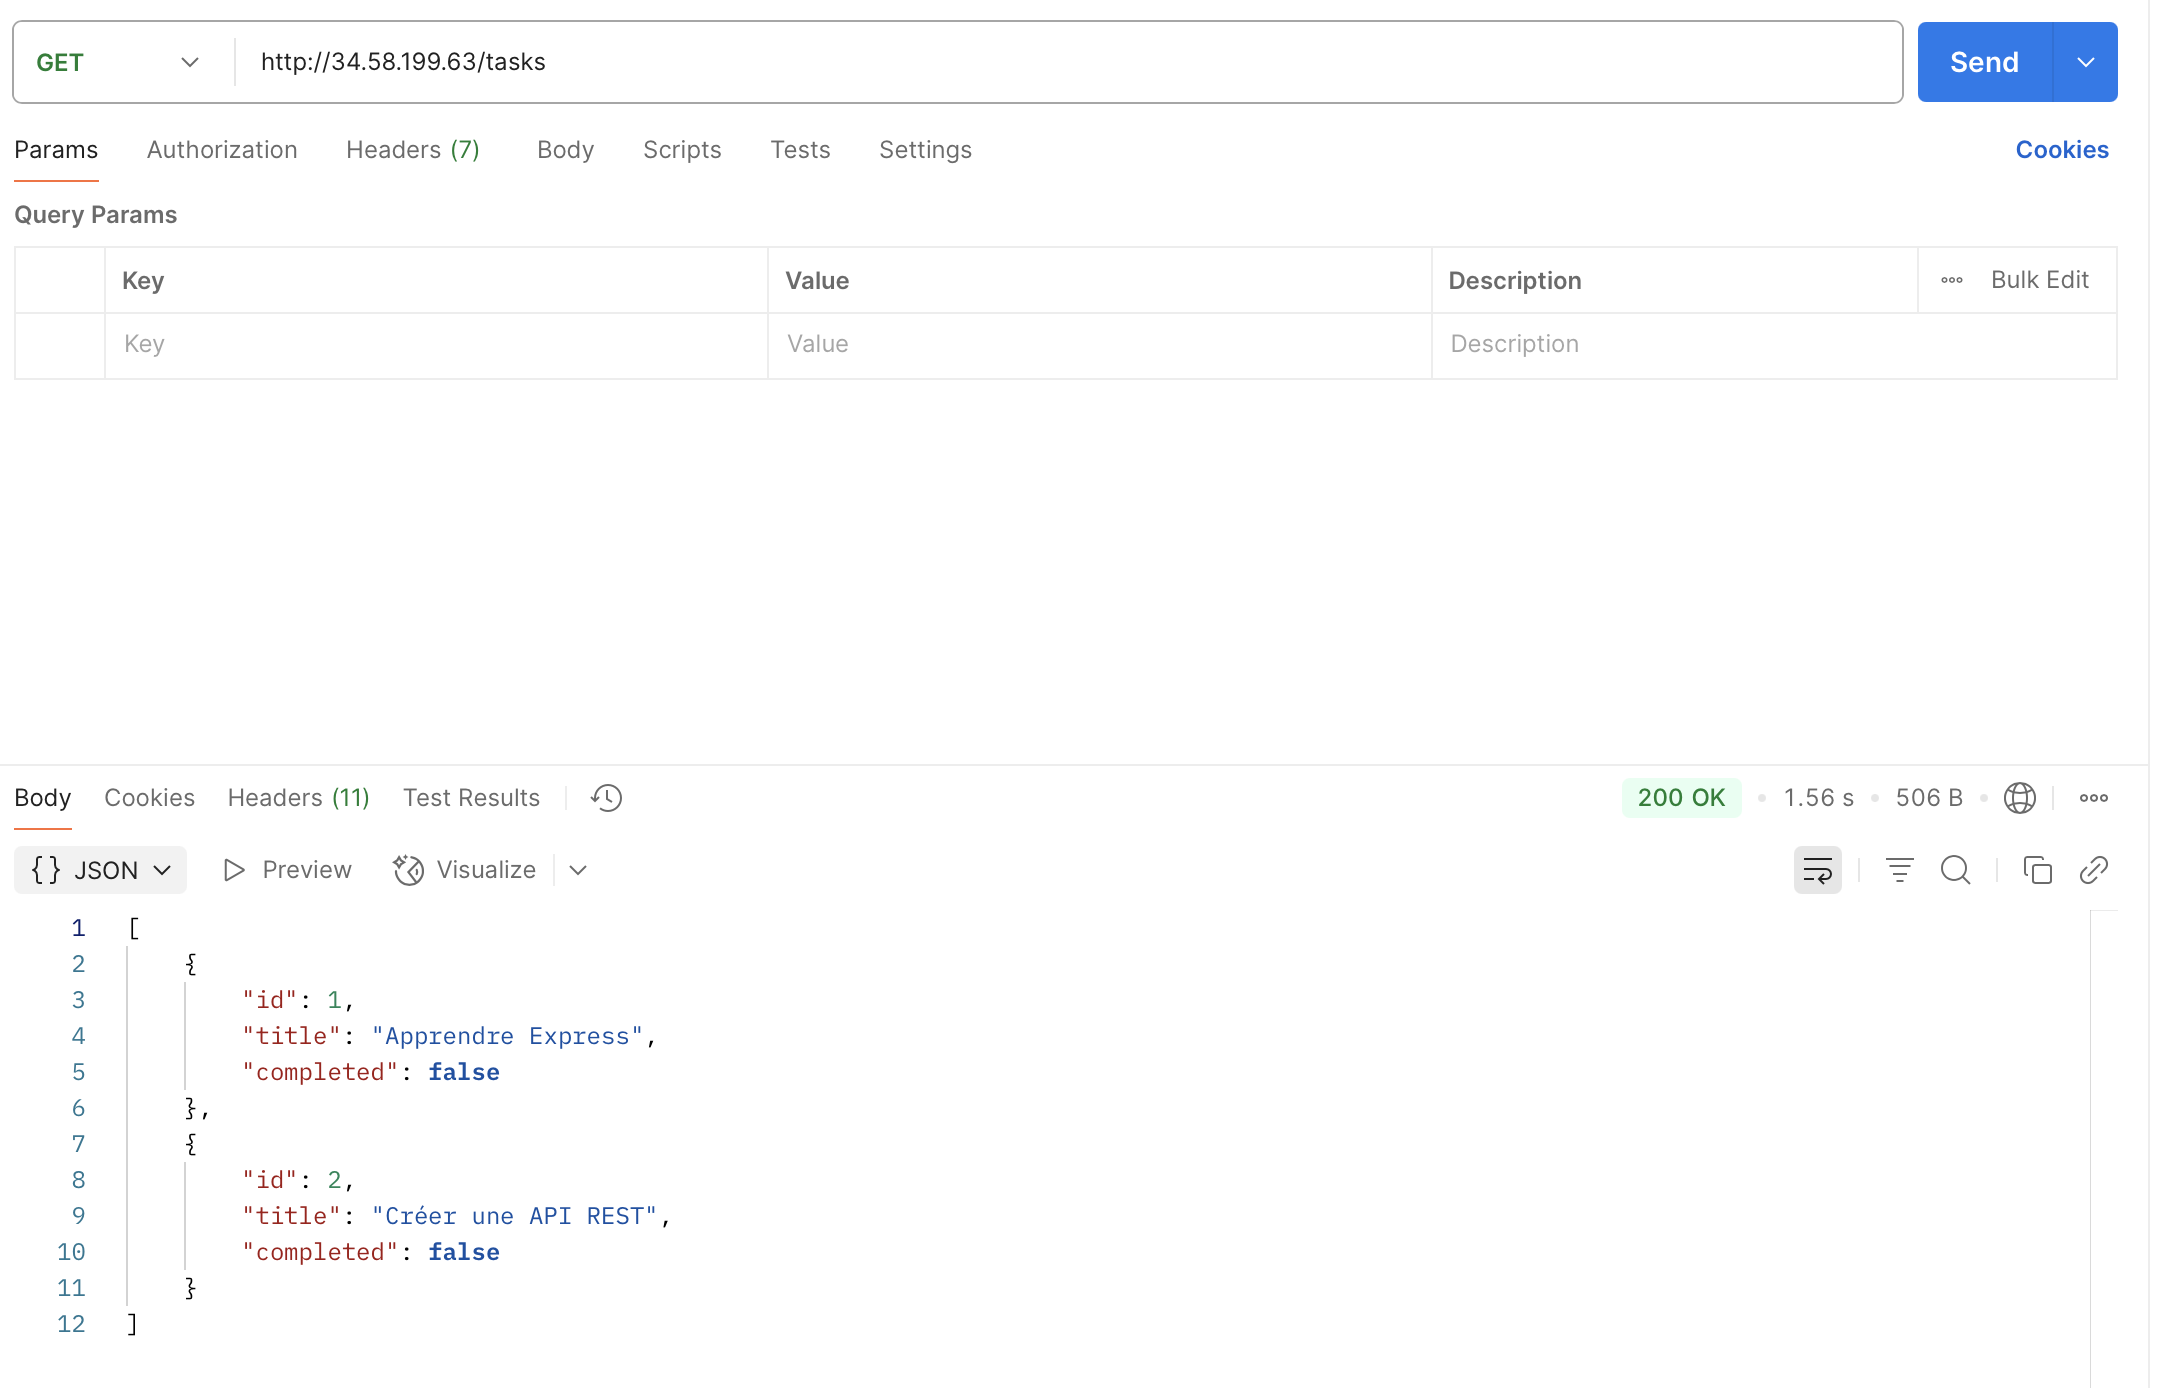 GET http://34.58.199.63/tasks Send
Params Authorization Headers (7) Body Scripts Tests Settings Cookies
Query Params
Key Value Description Bulk Edit
Key Value Description
Body Cookies Headers (11) Test Results 200 OK • 1.56 s • 506 B •
{} JSON Preview Visualize
1 [
2 {
3 "id": 1,
4 "title": "Apprendre Express",
5 "completed": false
6 },
7 {
8 "id": 2,
9 "title": "Créer une API REST",
10 "completed": false
11 }
12 ]